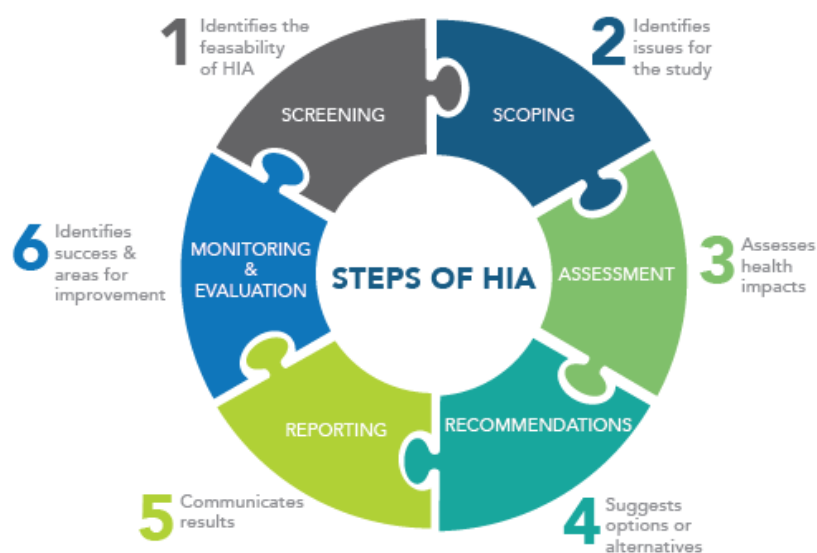 1
Identifies the
feasability
of HIA
SCREENING
2
Identifies
issues for
the study
SCOPING
3
Assesses
health
impacts
ASSESSMENT
4
Suggests
options or
alternatives
RECOMMENDATIONS
5
Communicates
results
REPORTING
6
Identifies
success &
areas for
improvement
MONITORING
&
EVALUATION
STEPS OF HIA